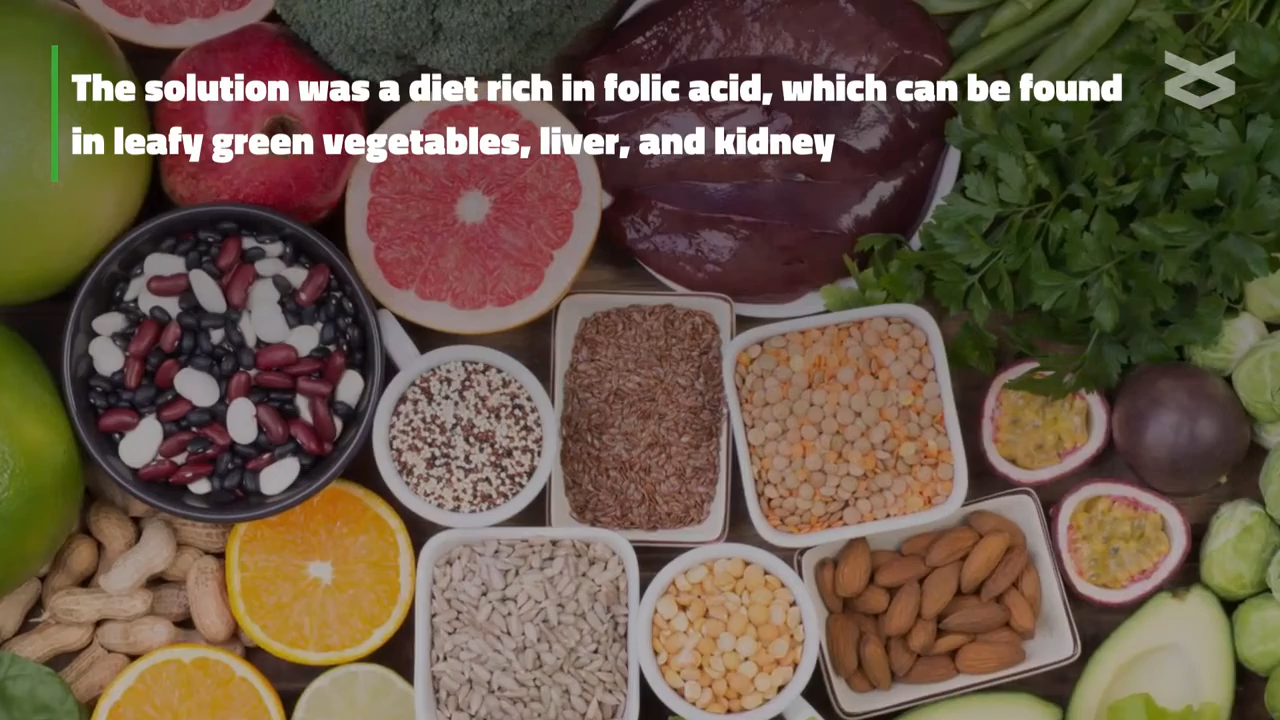 The solution was a diet rich in folic acid, which can be found
in leafy green vegetables, liver, and kidney